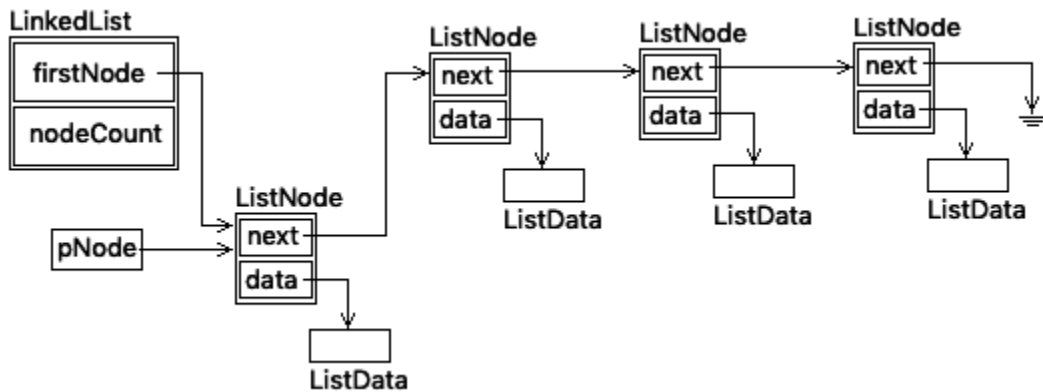 LinkedList
firstNode
nodeCount
ListNode
next
data
ListData
ListNode
next
data
ListData
ListNode
next
data
ListData
pNode
ListNode
next
data
ListData